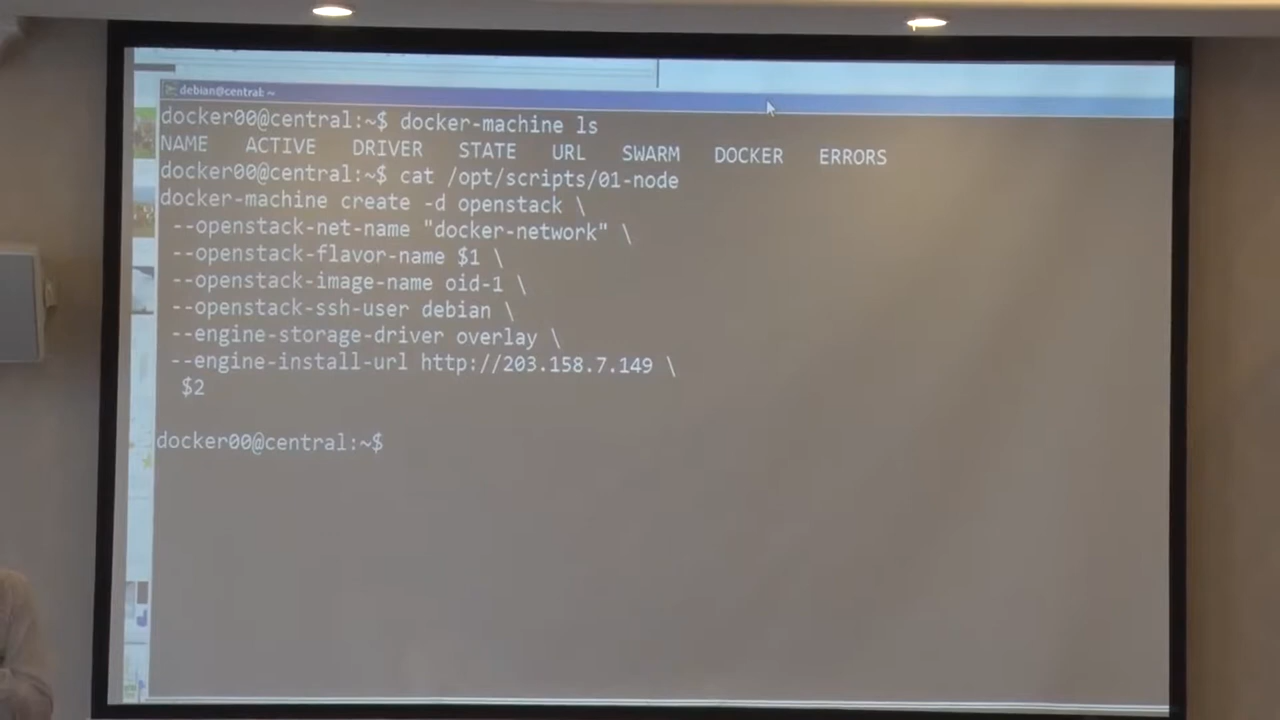 debian@central: ~
docker00@central:~$ docker-machine ls
NAME ACTIVE DRIVER STATE URL SWARM DOCKER ERRORS
docker00@central:~$ cat /opt/scripts/01-node
docker-machine create -d openstack \
--openstack-net-name "docker-network" \
--openstack-flavor-name $1 \
--openstack-image-name oid-1 \
--openstack-ssh-user debian \
--engine-storage-driver overlay \
--engine-install-url http://203.158.7.149 \
$2
docker00@central:~$